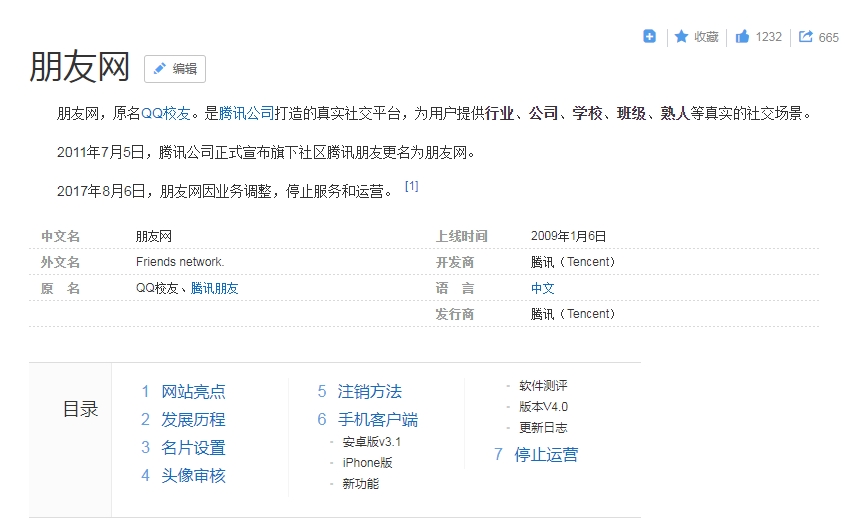 收藏 1232 665
朋友网 编辑
朋友网，原名QQ校友。是腾讯公司打造的真实社交平台，为用户提供行业、公司、学校、班级、熟人等真实的社交场景。
2011年7月5日，腾讯公司正式宣布旗下社区腾讯朋友更名为朋友网。
2017年8月6日，朋友网因业务调整，停止服务和运营。 [1]
中文名 朋友网 上线时间 2009年1月6日
外文名 Friends network. 开发商 腾讯（Tencent）
原 名 QQ校友、腾讯朋友 语 言 中文
发行商 腾讯（Tencent）
目录
1 网站亮点
2 发展历程
3 名片设置
4 头像审核
5 注销方法
6 手机客户端
- 安卓版v3.1
- iPhone版
- 新功能
- 软件测评
- 版本V4.0
- 更新日志
7 停止运营